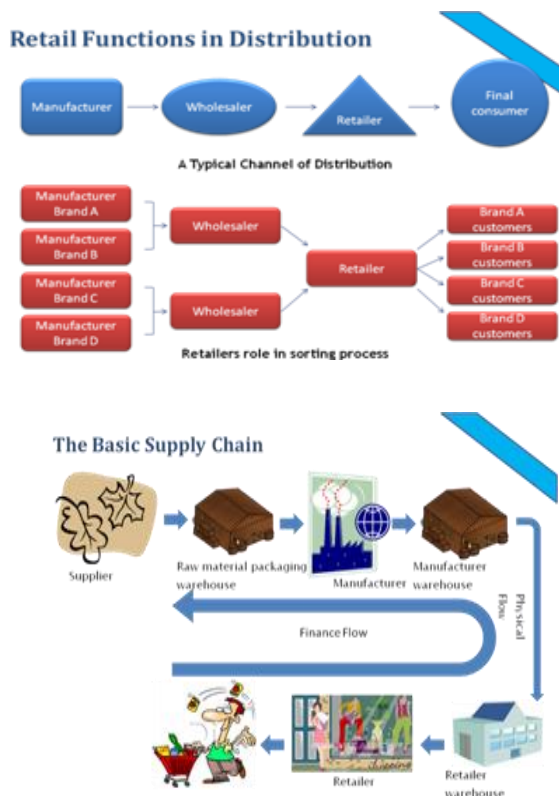 Retail Functions in Distribution
Manufacturer
Wholesaler
Retailer
Final
consumer
A Typical Channel of Distribution
Manufacturer
Brand A
Manufacturer
Brand B
Manufacturer
Brand C
Manufacturer
Brand D
Wholesaler
Wholesaler
Retailer
Brand A
customers
Brand B
customers
Brand C
customers
Brand D
customers
Retailers role in sorting process
The Basic Supply Chain
Supplier
Raw material packaging
warehouse
Manufacturer
Manufacturer
warehouse
Physical
Flow
Finance Flow
Retailer
Retailer
warehouse